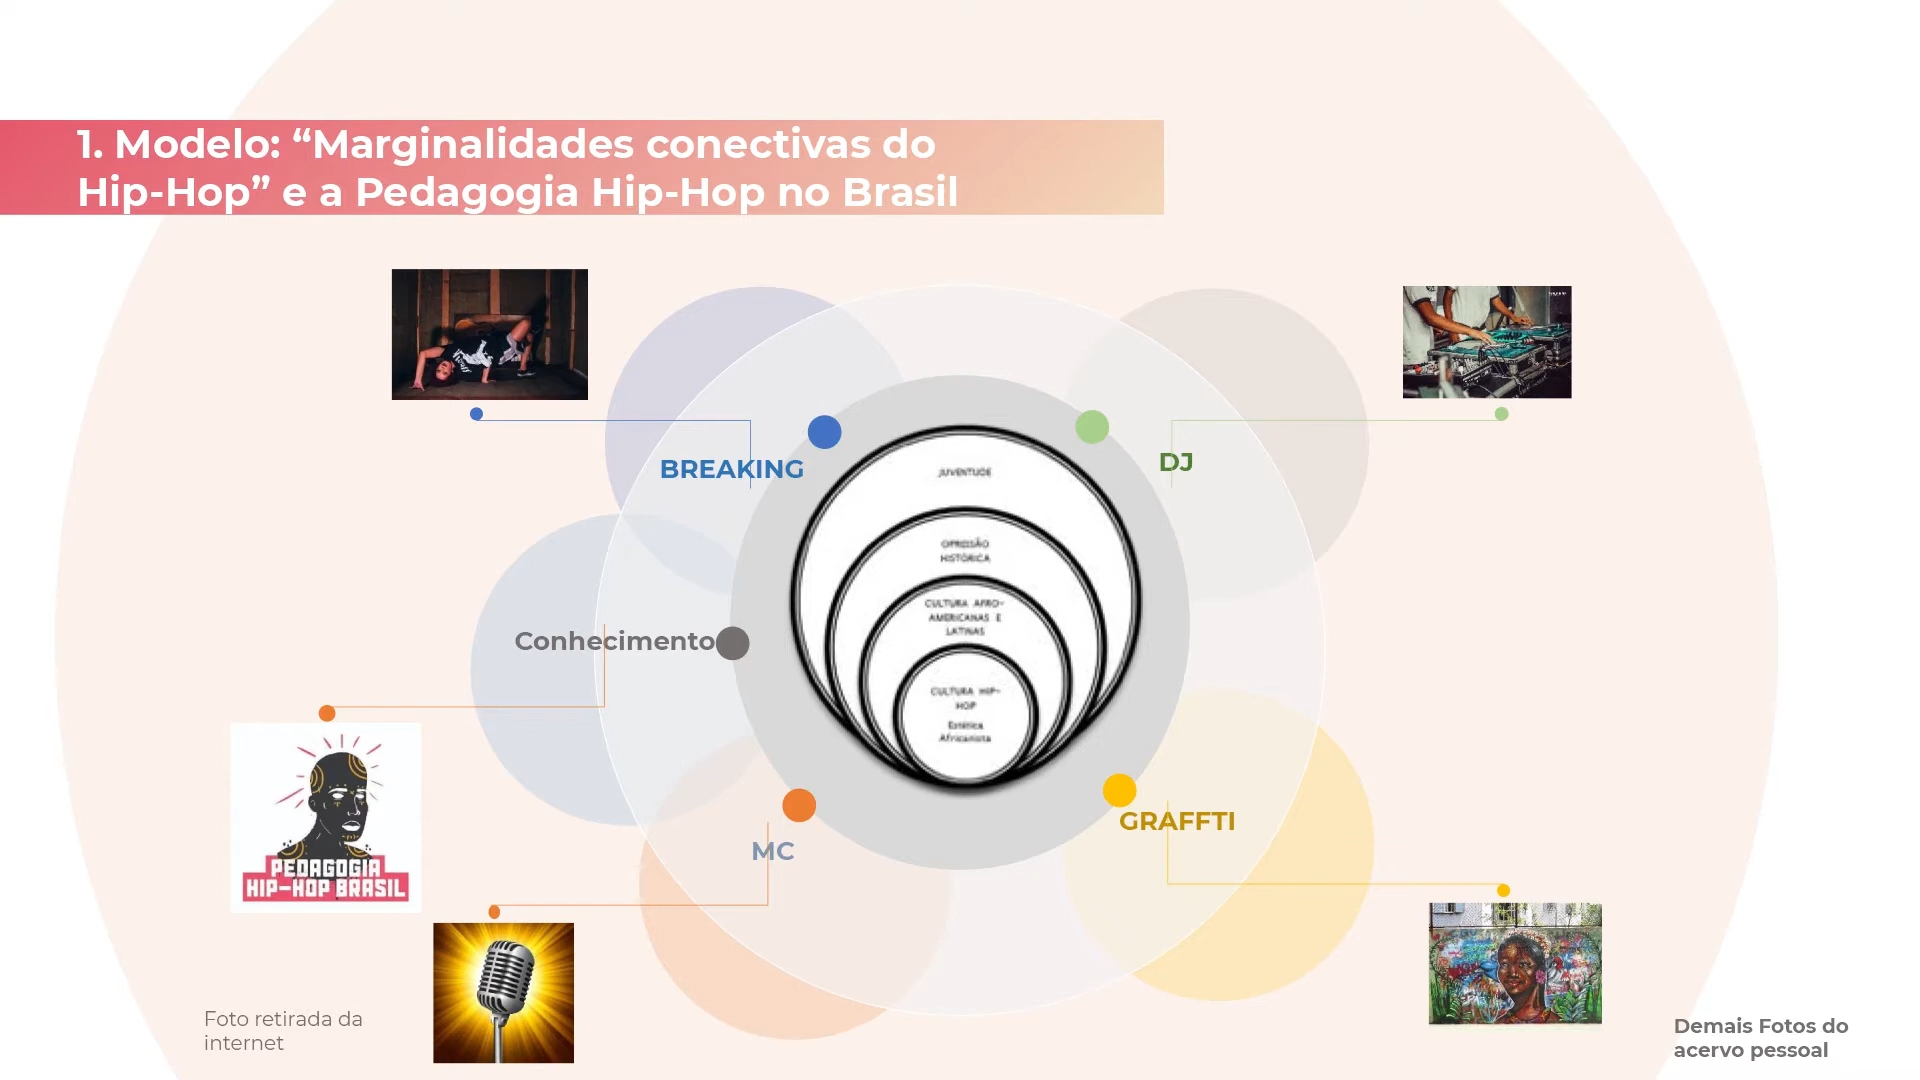 1. Modelo: “Marginalidades conectivas do
Hip-Hop” e a Pedagogia Hip-Hop no Brasil
BREAKING
DJ
JUVENTUDE
OPRESSÃO
HISTÓRICA
CULTURA AFRO-
AMERICANAS E
LATINAS
CULTURA HIP-
HOP
Estética
Africanista
Conhecimento
PEDAGOGIA
HIP-HOP BRASIL
MC
GRAFFTI
Foto retirada da
internet
Demais Fotos do
acervo pessoal